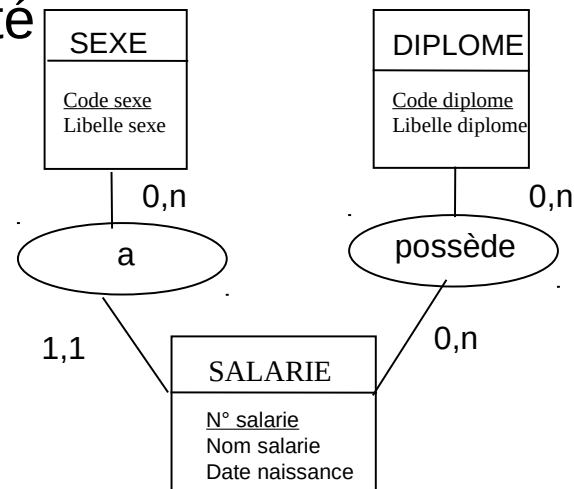 té
SEXE
Code sexe
Libelle sexe
DIPLOME
Code diplome
Libelle diplome
0,n
0,n
a
possède
1,1
0,n
SALARIE
N° salarie
Nom salarie
Date naissance